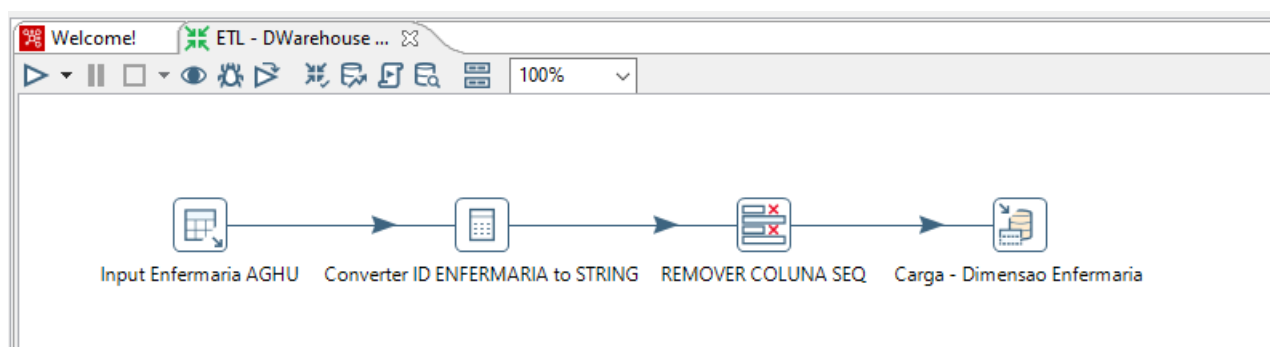 Welcome! ETL - DWarehouse ...
100%
Input Enfermaria AGHU Converter ID ENFERMARIA to STRING REMOVER COLUNA SEQ Carga - Dimensao Enfermaria